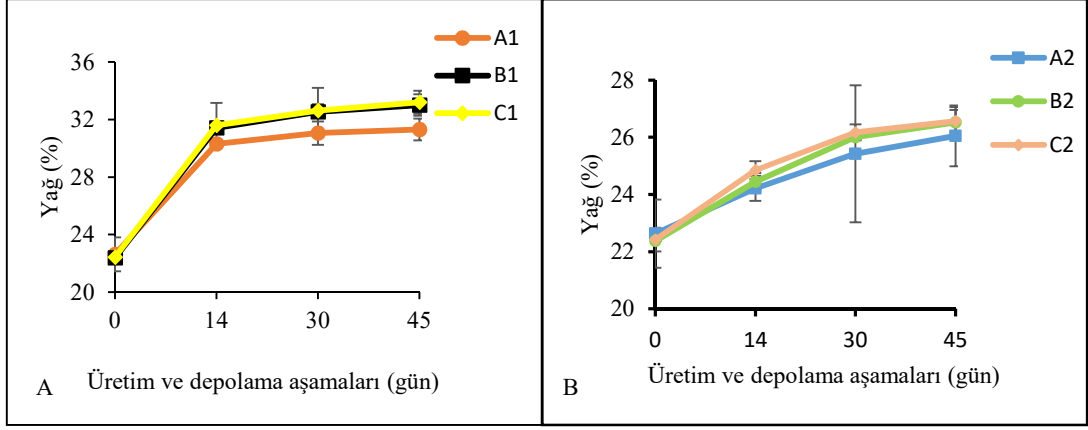 A1
B1
C1
36
32
28
24
20
Yağ (%)
0 14 30 45
Üretim ve depolama aşamaları (gün)
A
A2
B2
C2
28
26
24
22
20
Yağ (%)
0 14 30 45
Üretim ve depolama aşamaları (gün)
B